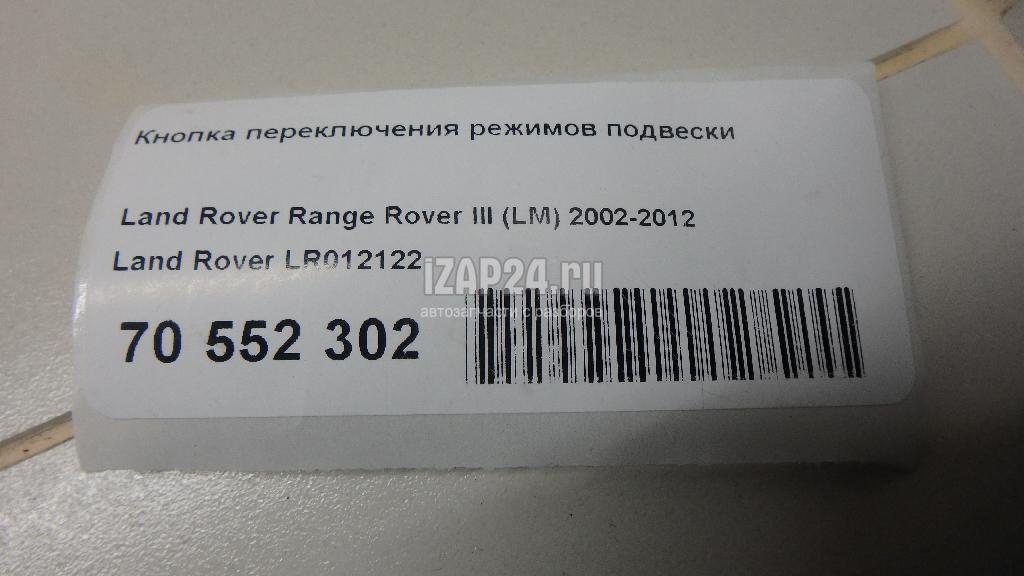 Кнопка переключения режимов подвески
Land Rover Range Rover III (LM) 2002-2012
Land Rover LR012122
iZAP24.ru
автозапчасти с разборов
70 552 302